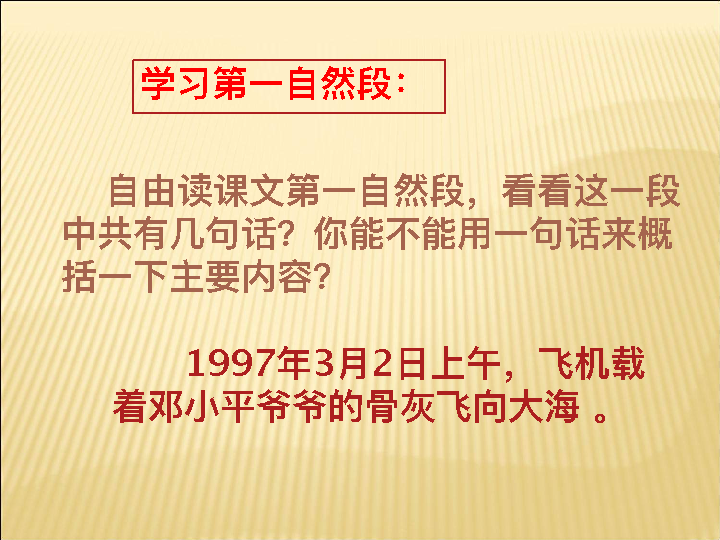 学习第一自然段：
自由读课文第一自然段，看看这一段
中共有几句话？你能不能用一句话来概
括一下主要内容？
1997年3月2日上午，飞机载
着邓小平爷爷的骨灰飞向大海 。